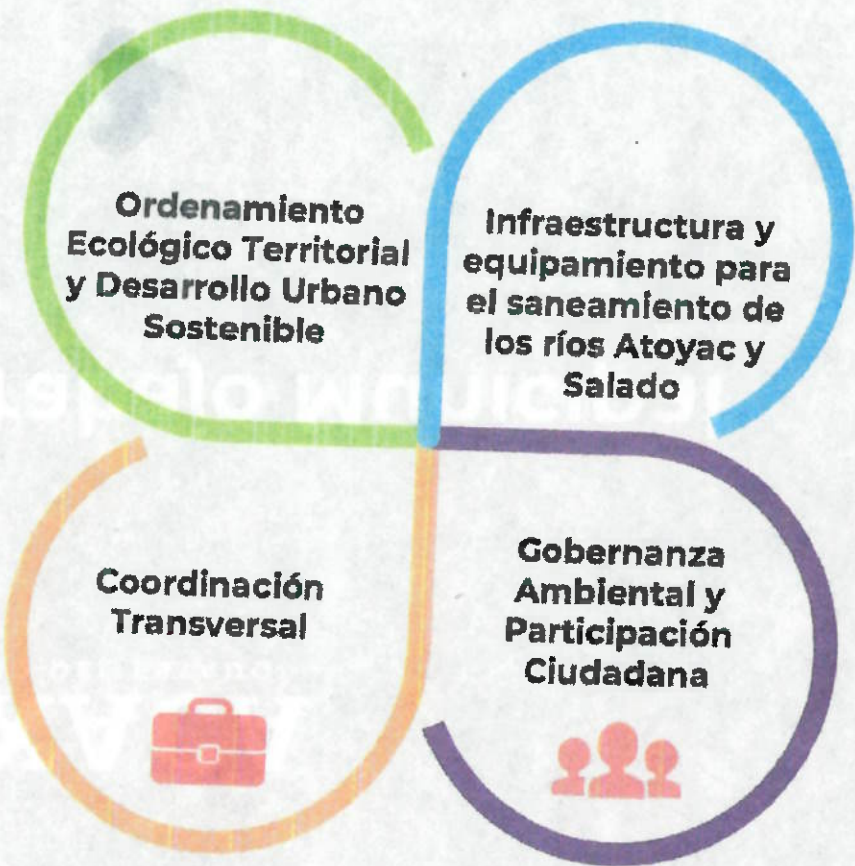 Ordenamiento
Ecológico Territorial
y Desarrollo Urbano
Sostenible
Infraestructura y
equipamiento para
el saneamiento de
los ríos Atoyac y
Salado
Coordinación
Transversal
Gobernanza
Ambiental y
Participación
Ciudadana